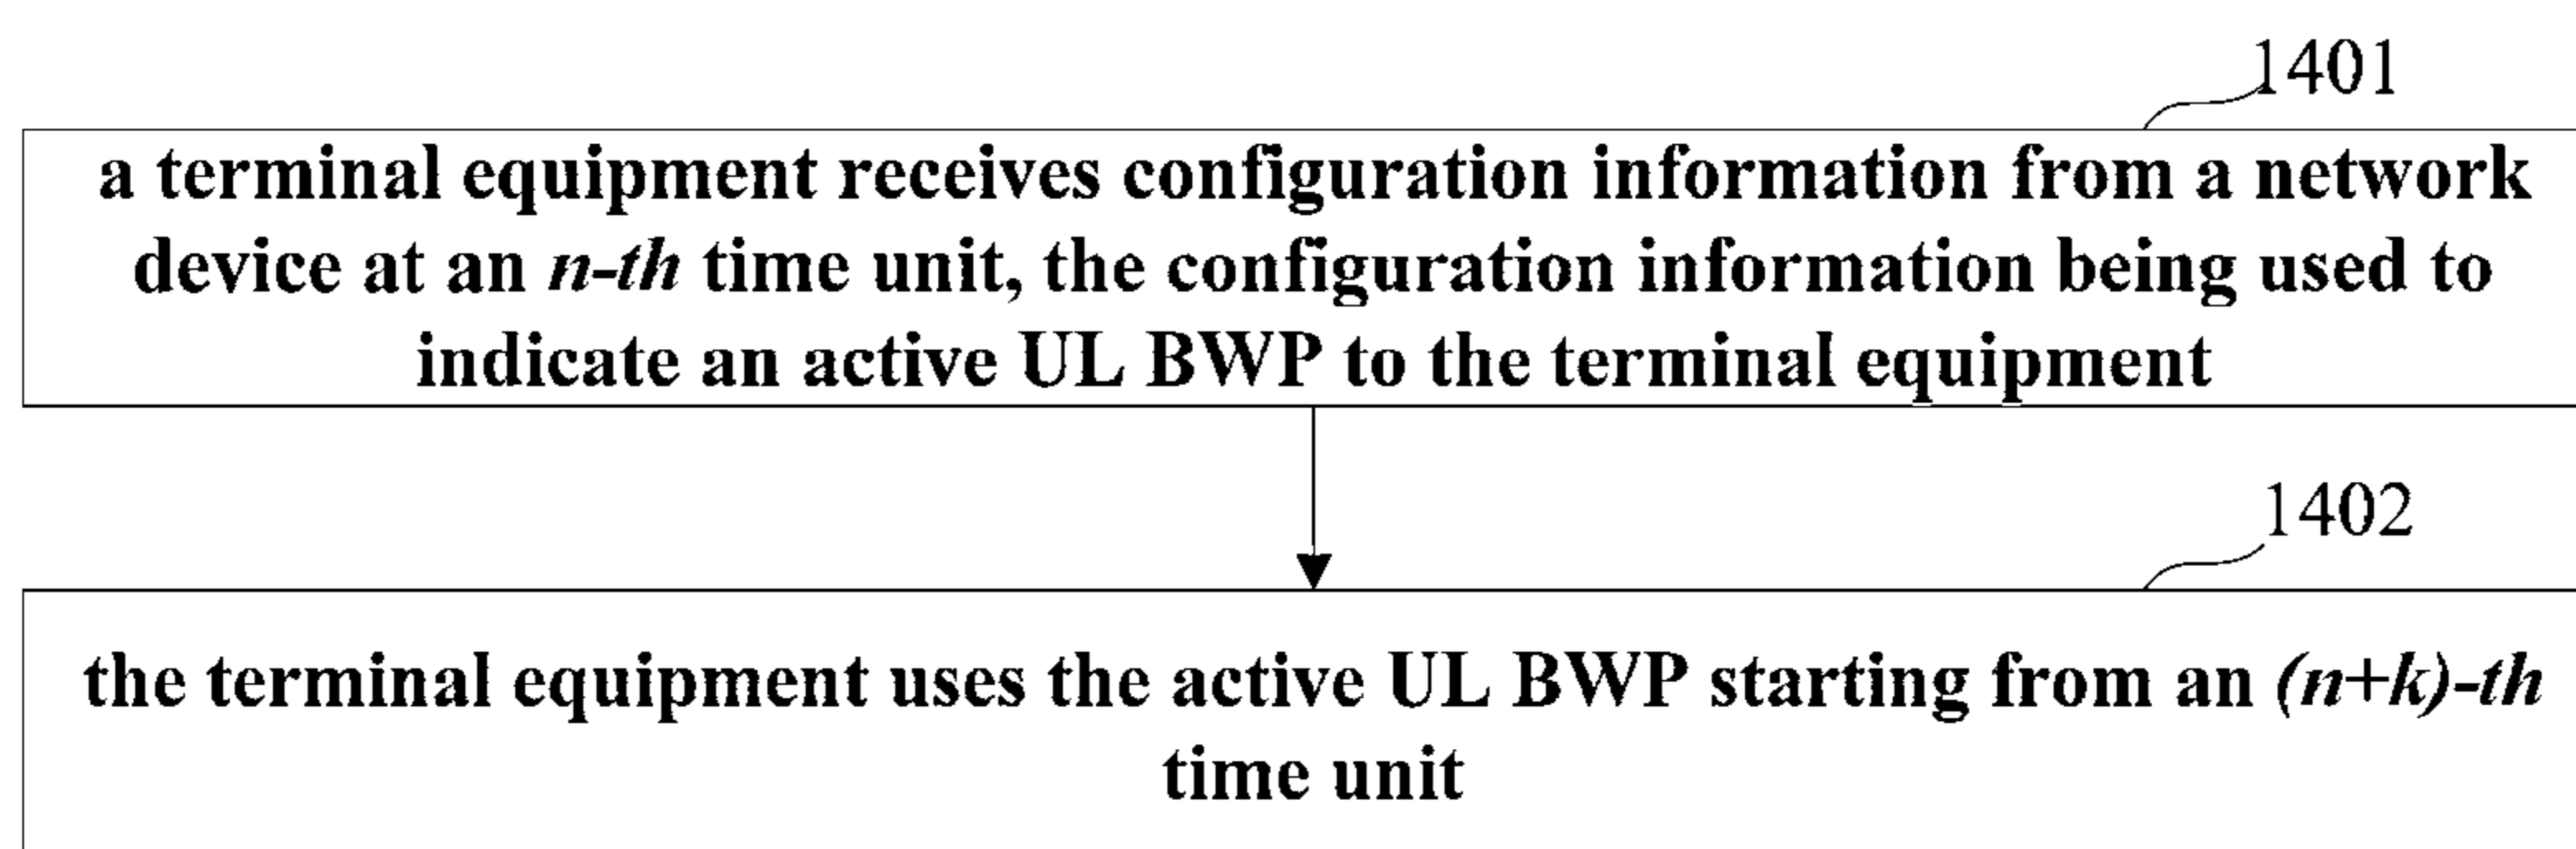 1401
a terminal equipment receives configuration information from a network
device at an n-th time unit, the configuration information being used to
indicate an active UL BWP to the terminal equipment
1402
the terminal equipment uses the active UL BWP starting from an (n+k)-th
time unit